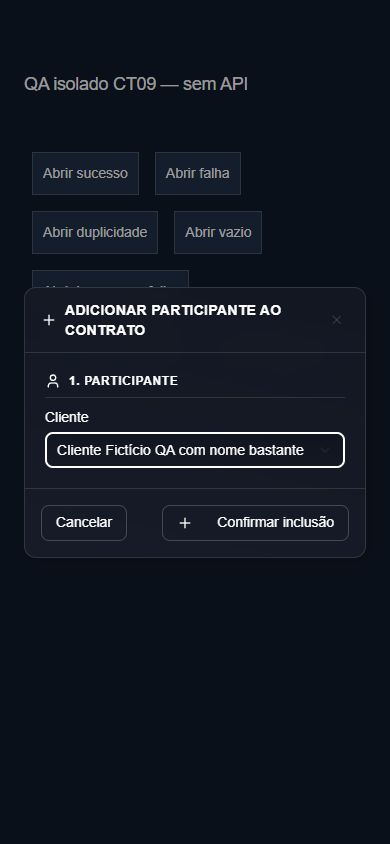 QA isolado CT09 — sem API
Abrir sucesso
Abrir falha
Abrir duplicidade
Abrir vazio
ADICIONAR PARTICIPANTE AO
CONTRATO
1. PARTICIPANTE
Cliente
Cliente Fictício QA com nome bastante
Cancelar
Confirmar inclusão